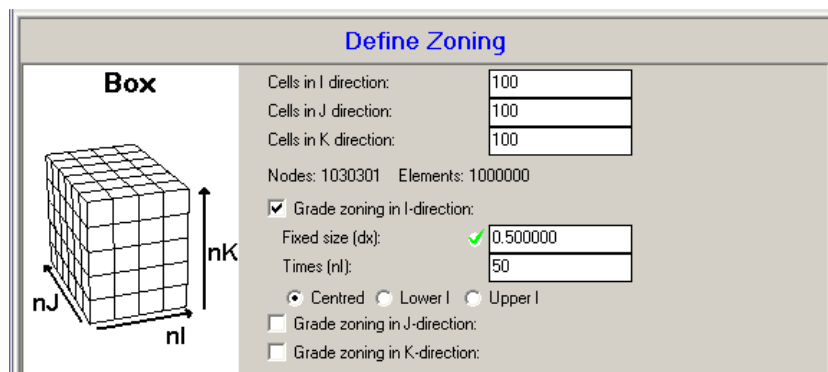 Define Zoning
Box
Cells in I direction: 100
Cells in J direction: 100
Cells in K direction: 100
Nodes: 1030301 Elements: 1000000
Grade zoning in I-direction:
Fixed size (dx): 0.500000
Times (nI): 50
Centred Lower I Upper I
Grade zoning in J-direction:
Grade zoning in K-direction:
nK
nJ
nI